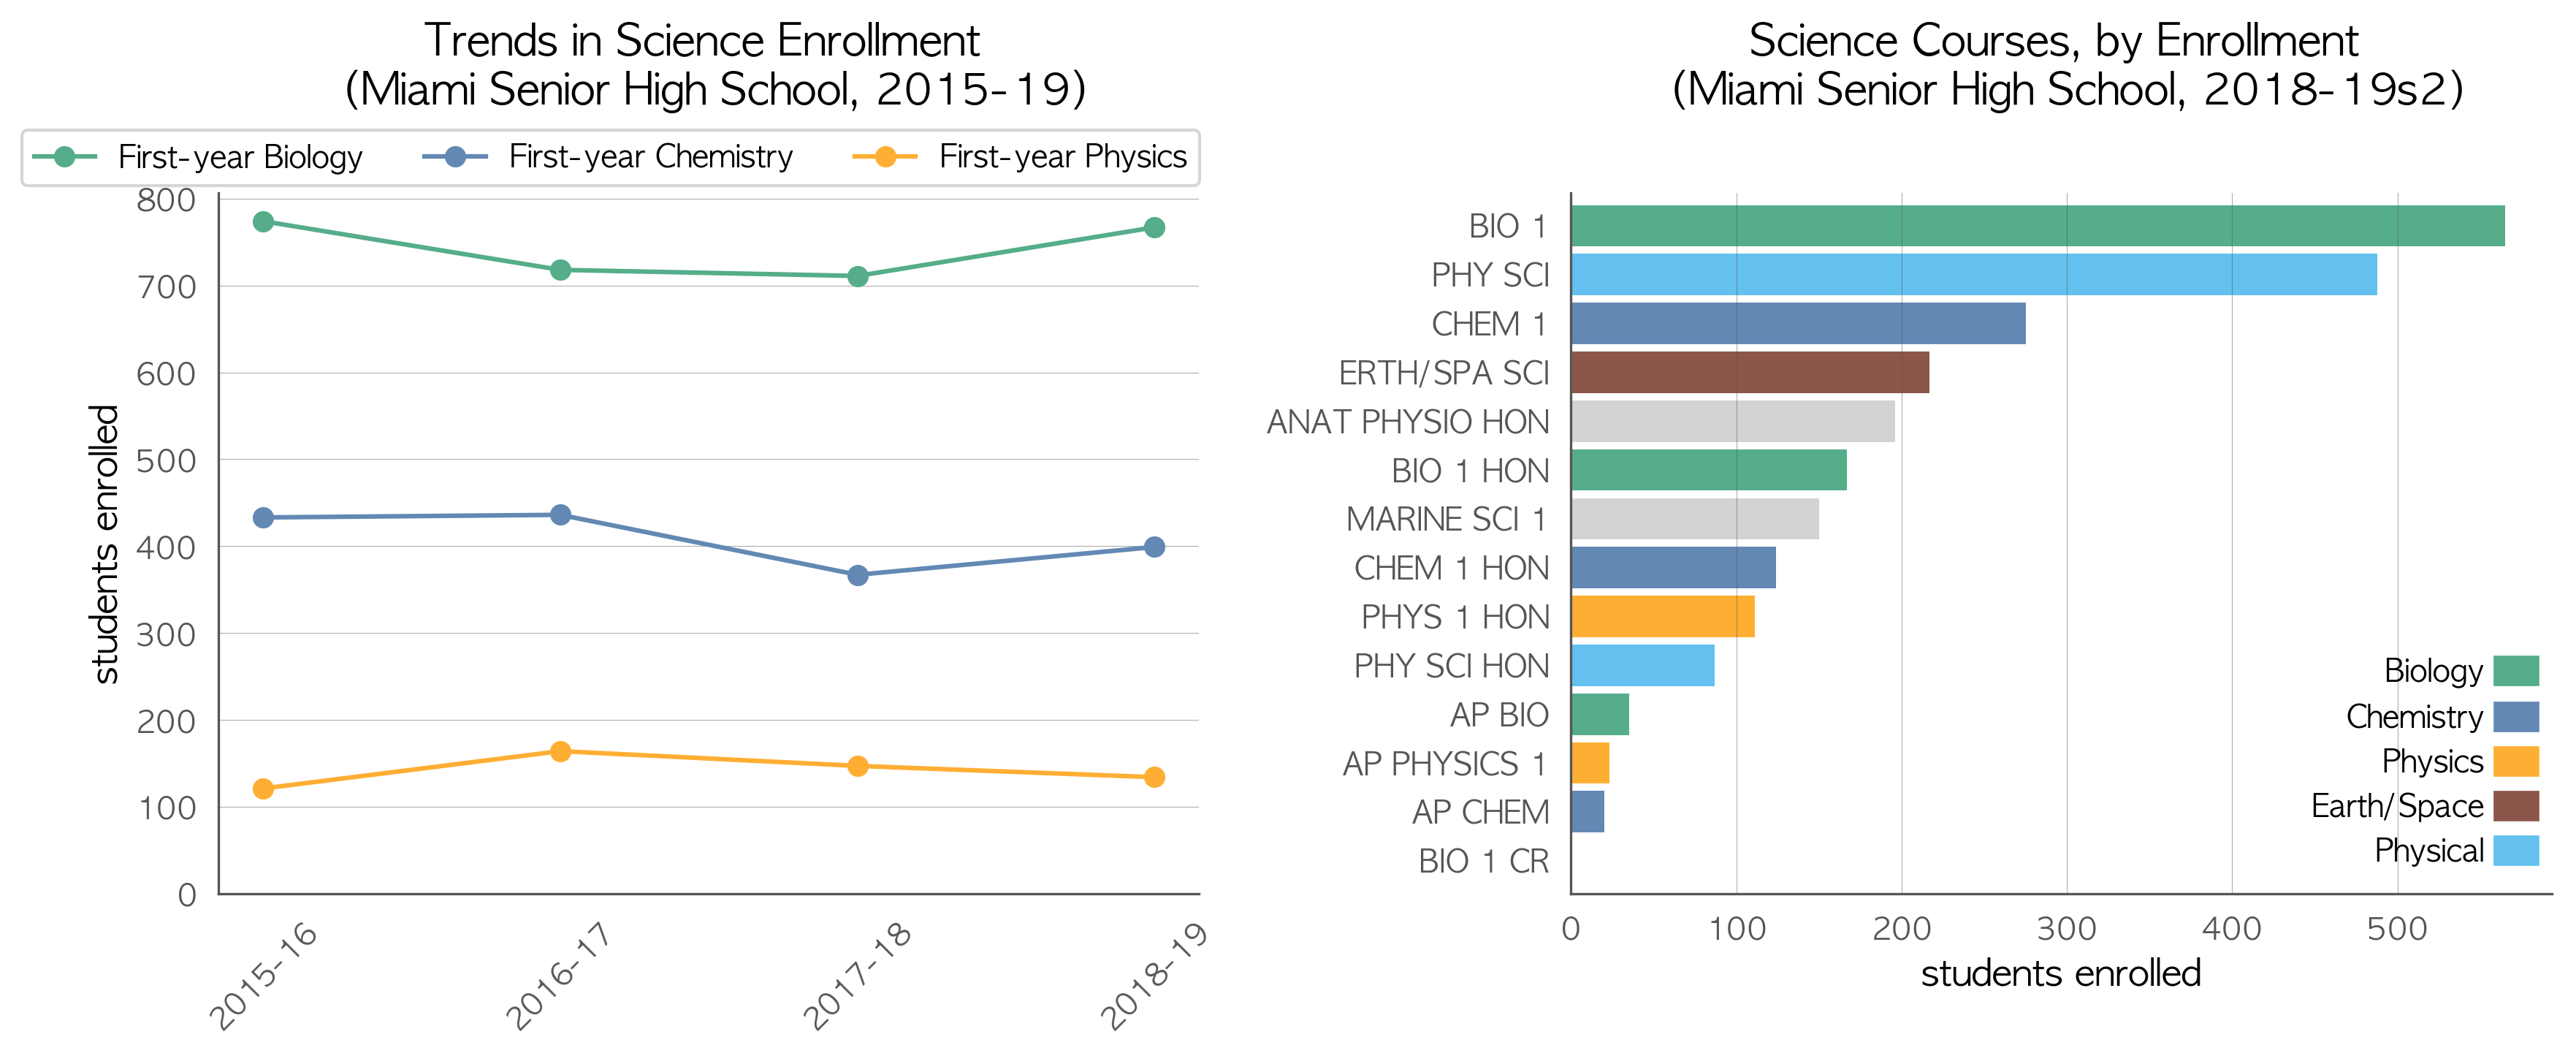 Trends in Science Enrollment
(Miami Senior High School, 2015-19)
First-year Biology First-year Chemistry First-year Physics
800
700
600
500
400
300
200
100
0
students enrolled
2015-16
2016-17
2017-18
2018-19
Science Courses, by Enrollment
(Miami Senior High School, 2018-19s2)
BIO 1
PHY SCI
CHEM 1
ERTH/SPA SCI
ANAT PHYSIO HON
BIO 1 HON
MARINE SCI 1
CHEM 1 HON
PHYS 1 HON
PHY SCI HON
AP BIO
AP PHYSICS 1
AP CHEM
BIO 1 CR
Biology
Chemistry
Physics
Earth/Space
Physical
0 100 200 300 400 500
students enrolled